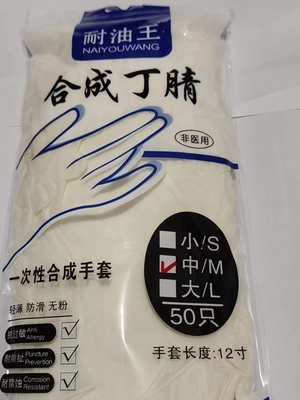 耐油王
NAIYOUWANG
合成丁腈
非医用
一次性合成手套
轻薄 防滑 无粉
抗过敏 Anti Allergy
耐撕扯 Puncture Prevention
耐腐蚀 Corrosion Resistant
小/S
中/M
大/L
50只
手套长度:12寸